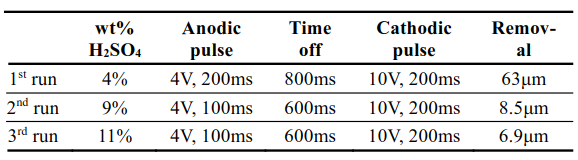 wt% Anodic Time Cathodic Remov-
H₂SO₄ pulse off pulse al
1st run 4% 4V, 200ms 800ms 10V, 200ms 63μm
2nd run 9% 4V, 100ms 600ms 10V, 200ms 8.5μm
3rd run 11% 4V, 100ms 600ms 10V, 200ms 6.9μm